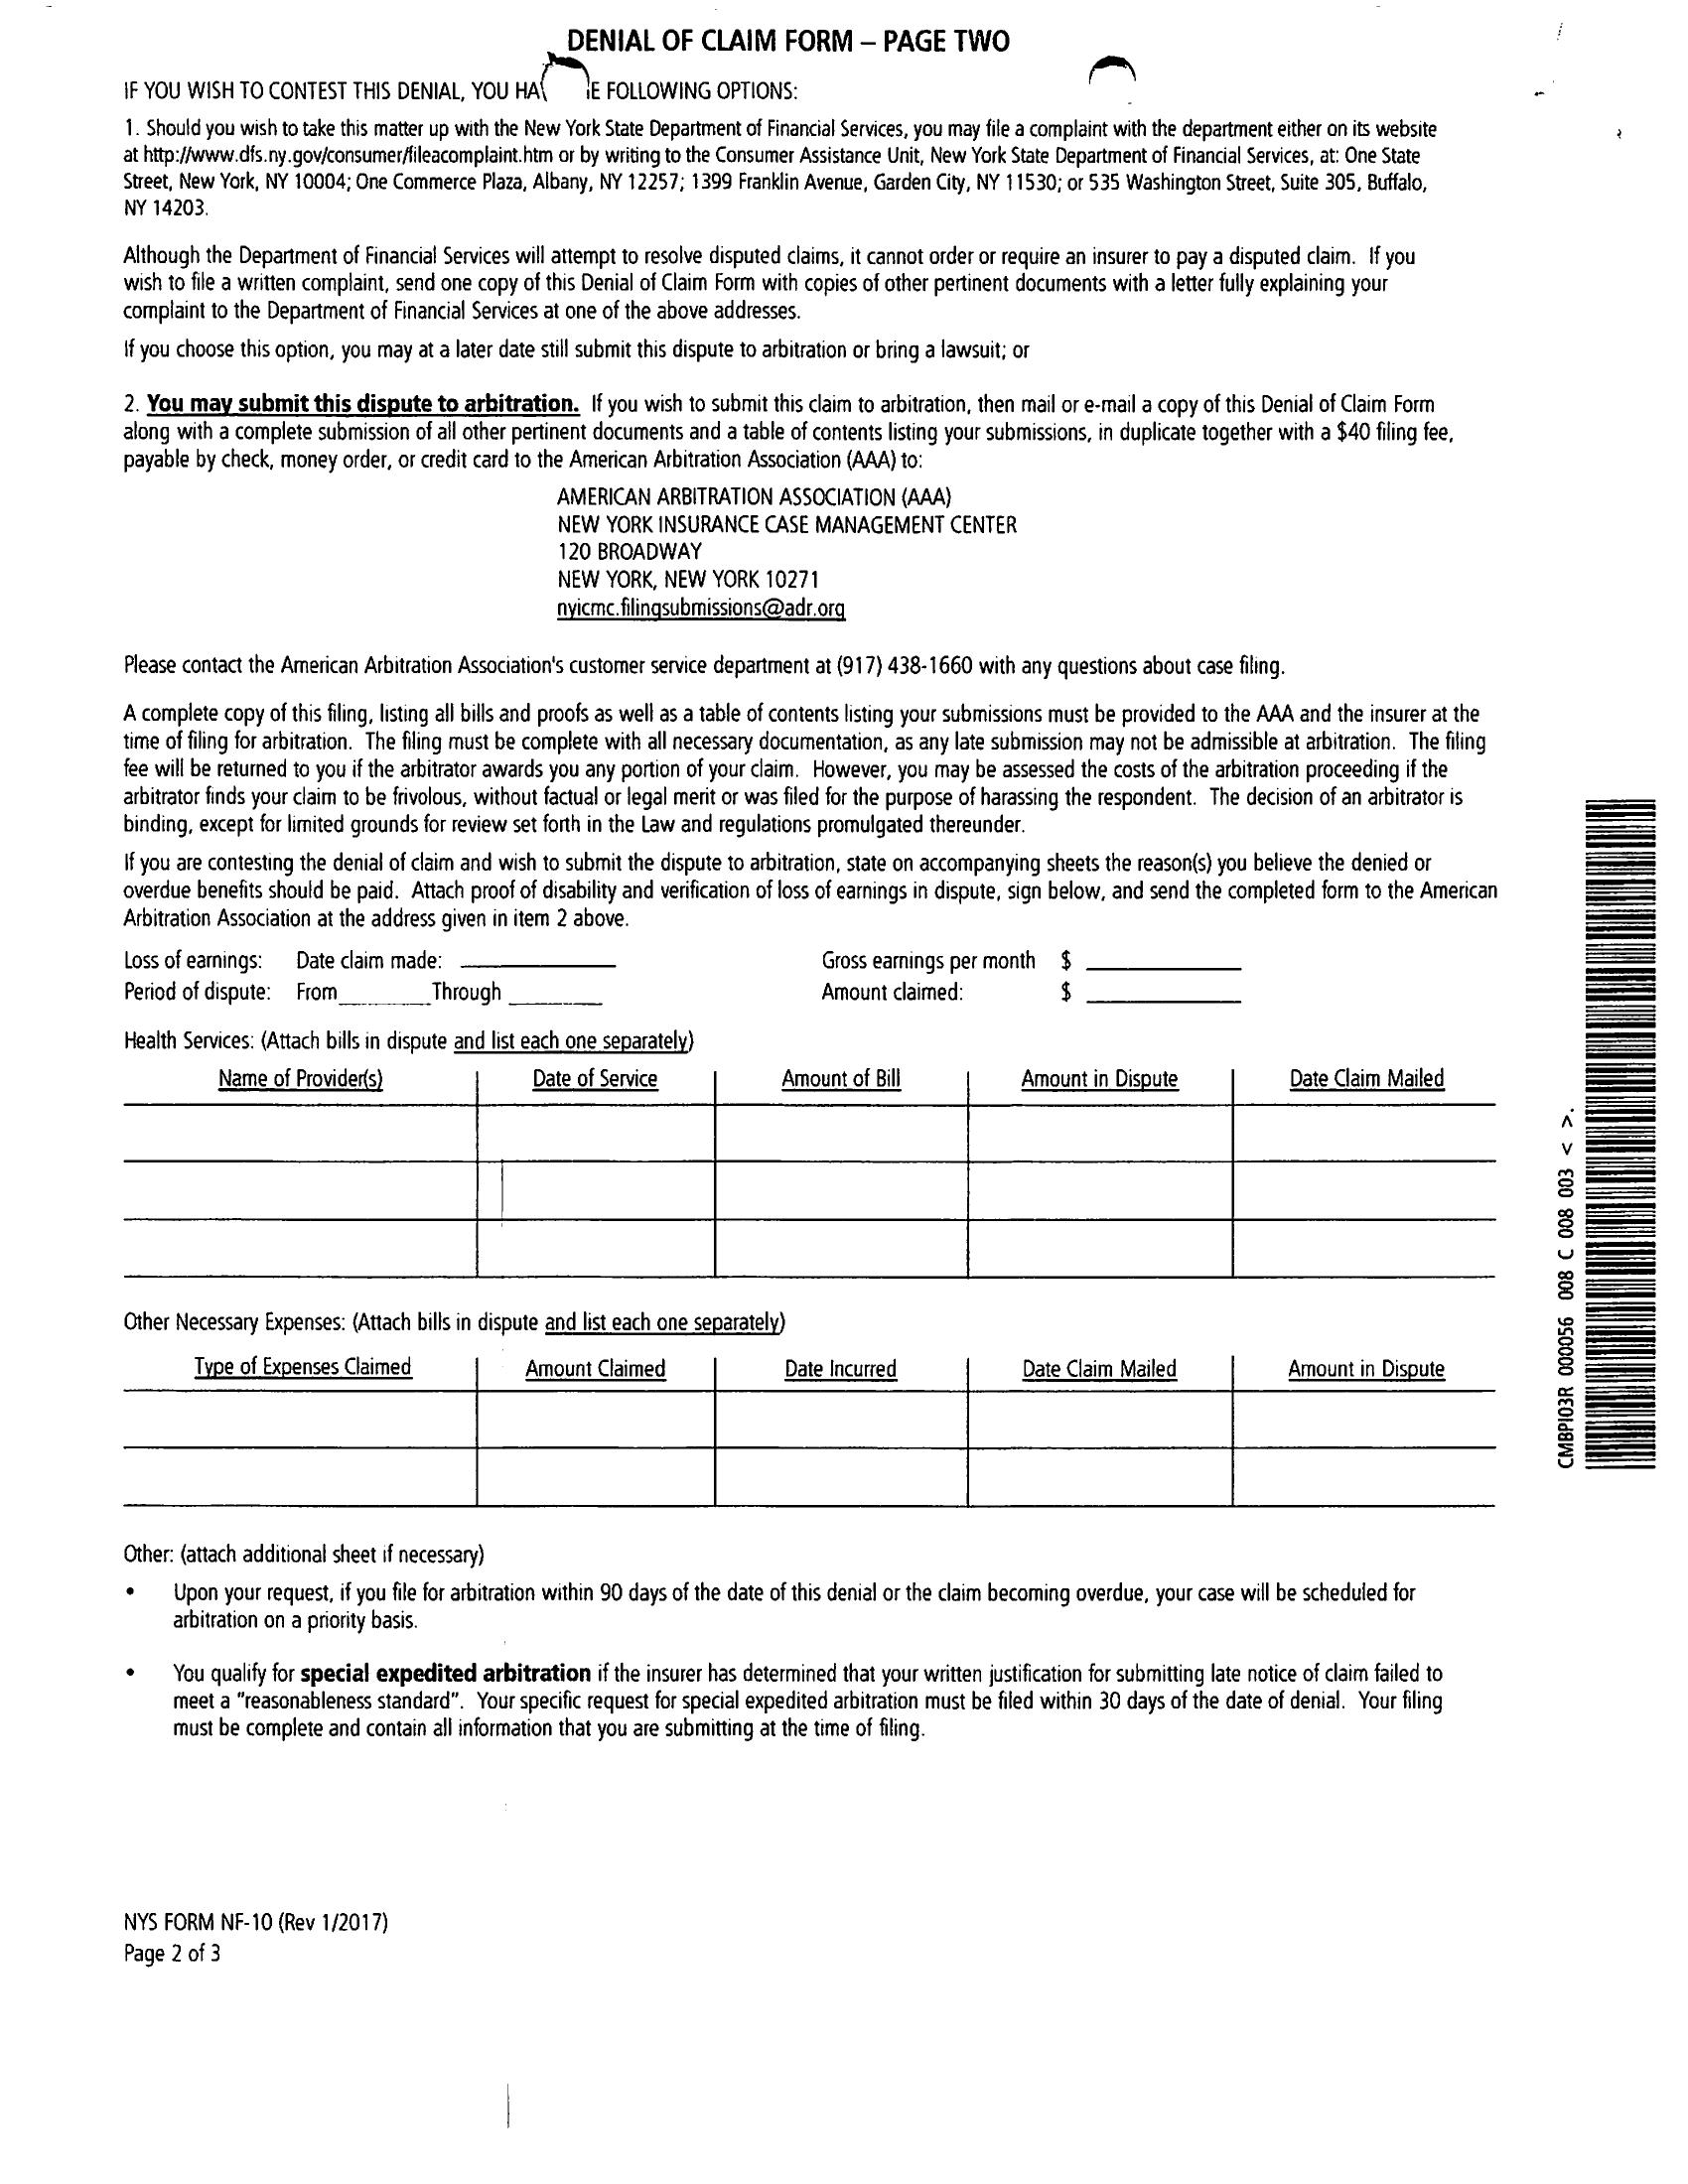 DENIAL OF CLAIM FORM – PAGE TWO
IF YOU WISH TO CONTEST THIS DENIAL, YOU HA E FOLLOWING OPTIONS:
1. Should you wish to take this matter up with the New York State Department of Financial Services, you may file a complaint with the department either on its website
at http://www.dfs.ny.gov/consumer/fileacomplaint.htm or by writing to the Consumer Assistance Unit, New York State Department of Financial Services, at: One State
Street, New York, NY 10004; One Commerce Plaza, Albany, NY 12257; 1399 Franklin Avenue, Garden City, NY 11530; or 535 Washington Street, Suite 305, Buffalo,
NY 14203.
Although the Department of Financial Services will attempt to resolve disputed claims, it cannot order or require an insurer to pay a disputed claim. If you
wish to file a written complaint, send one copy of this Denial of Claim Form with copies of other pertinent documents with a letter fully explaining your
complaint to the Department of Financial Services at one of the above addresses.
If you choose this option, you may at a later date still submit this dispute to arbitration or bring a lawsuit; or
2. You may submit this dispute to arbitration. If you wish to submit this claim to arbitration, then mail or e-mail a copy of this Denial of Claim Form
along with a complete submission of all other pertinent documents and a table of contents listing your submissions, in duplicate together with a $40 filing fee,
payable by check, money order, or credit card to the American Arbitration Association (AAA) to:
AMERICAN ARBITRATION ASSOCIATION (AAA)
NEW YORK INSURANCE CASE MANAGEMENT CENTER
120 BROADWAY
NEW YORK, NEW YORK 10271
nyicmc.filingsubmissions@adr.org
Please contact the American Arbitration Association's customer service department at (917) 438-1660 with any questions about case filing.
A complete copy of this filing, listing all bills and proofs as well as a table of contents listing your submissions must be provided to the AAA and the insurer at the
time of filing for arbitration. The filing must be complete with all necessary documentation, as any late submission may not be admissible at arbitration. The filing
fee will be returned to you if the arbitrator awards you any portion of your claim. However, you may be assessed the costs of the arbitration proceeding if the
arbitrator finds your claim to be frivolous, without factual or legal merit or was filed for the purpose of harassing the respondent. The decision of an arbitrator is
binding, except for limited grounds for review set forth in the Law and regulations promulgated thereunder.
If you are contesting the denial of claim and wish to submit the dispute to arbitration, state on accompanying sheets the reason(s) you believe the denied or
overdue benefits should be paid. Attach proof of disability and verification of loss of earnings in dispute, sign below, and send the completed form to the American
Arbitration Association at the address given in item 2 above.
Loss of earnings: Date claim made: ________ Gross earnings per month $ ________
Period of dispute: From________Through ________ Amount claimed: $ ________
Health Services: (Attach bills in dispute and list each one separately)
Name of Provider(s) Date of Service Amount of Bill Amount in Dispute Date Claim Mailed
Other Necessary Expenses: (Attach bills in dispute and list each one separately)
Type of Expenses Claimed Amount Claimed Date Incurred Date Claim Mailed Amount in Dispute
Other: (attach additional sheet if necessary)
• Upon your request, if you file for arbitration within 90 days of the date of this denial or the claim becoming overdue, your case will be scheduled for
arbitration on a priority basis.
• You qualify for special expedited arbitration if the insurer has determined that your written justification for submitting late notice of claim failed to
meet a "reasonableness standard". Your specific request for special expedited arbitration must be filed within 30 days of the date of denial. Your filing
must be complete and contain all information that you are submitting at the time of filing.
NYS FORM NF-10 (Rev 1/2017)
Page 2 of 3
CMBPI03R 000056 008 C 008 003 < >